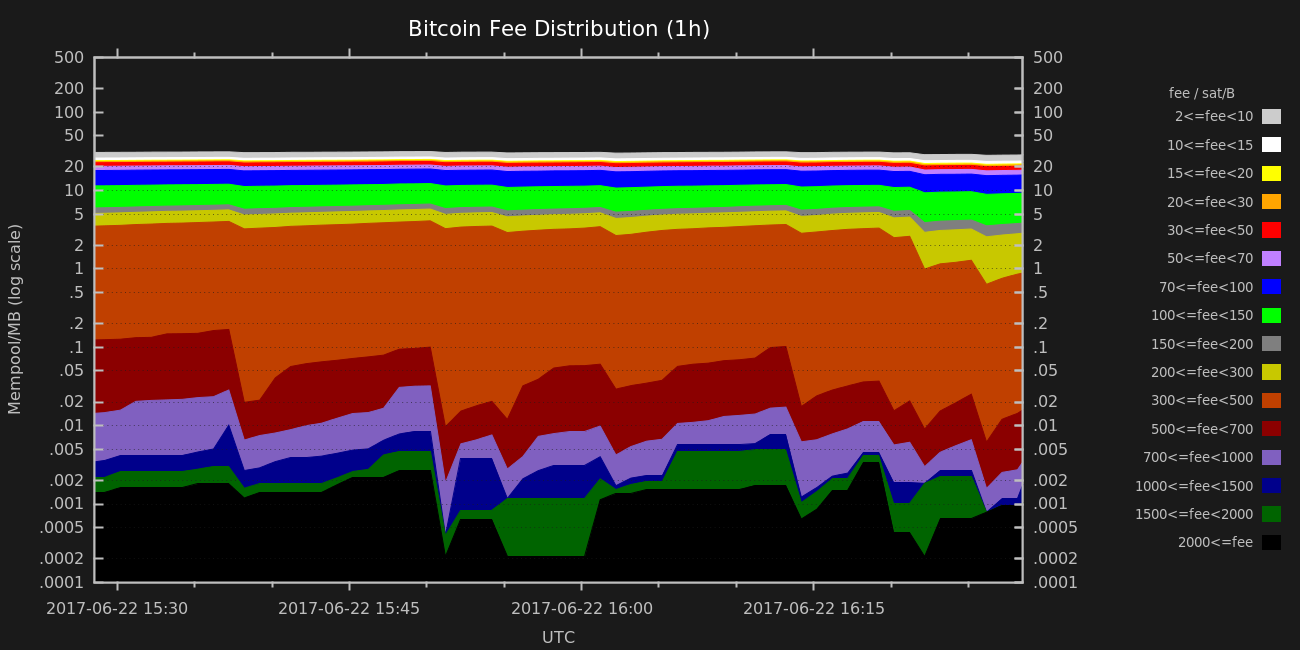 Bitcoin Fee Distribution (1h)
Mempool/MB (log scale)
500
200
100
50
20
10
5
2
1
.5
.2
.1
.05
.02
.01
.005
.002
.001
.0005
.0002
.0001
500
200
100
50
20
10
5
2
1
.5
.2
.1
.05
.02
.01
.005
.002
.001
.0005
.0002
.0001
2017-06-22 15:30
2017-06-22 15:45
2017-06-22 16:00
2017-06-22 16:15
UTC
fee / sat/B
2<=fee<10
10<=fee<15
15<=fee<20
20<=fee<30
30<=fee<50
50<=fee<70
70<=fee<100
100<=fee<150
150<=fee<200
200<=fee<300
300<=fee<500
500<=fee<700
700<=fee<1000
1000<=fee<1500
1500<=fee<2000
2000<=fee